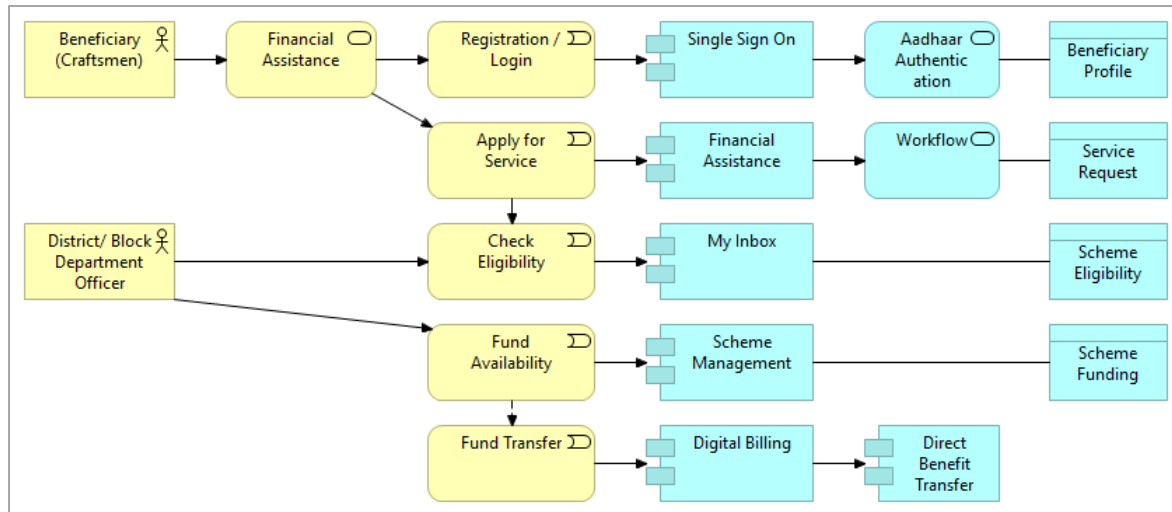 Beneficiary
(Craftsmen)
Financial
Assistance
Registration /
Login
Single Sign On
Aadhaar
Authentic
ation
Beneficiary
Profile
Apply for
Service
Financial
Assistance
Workflow
Service
Request
District/ Block
Department
Officer
Check
Eligibility
My Inbox
Scheme
Eligibility
Fund
Availability
Scheme
Management
Scheme
Funding
Fund Transfer
Digital Billing
Direct
Benefit
Transfer